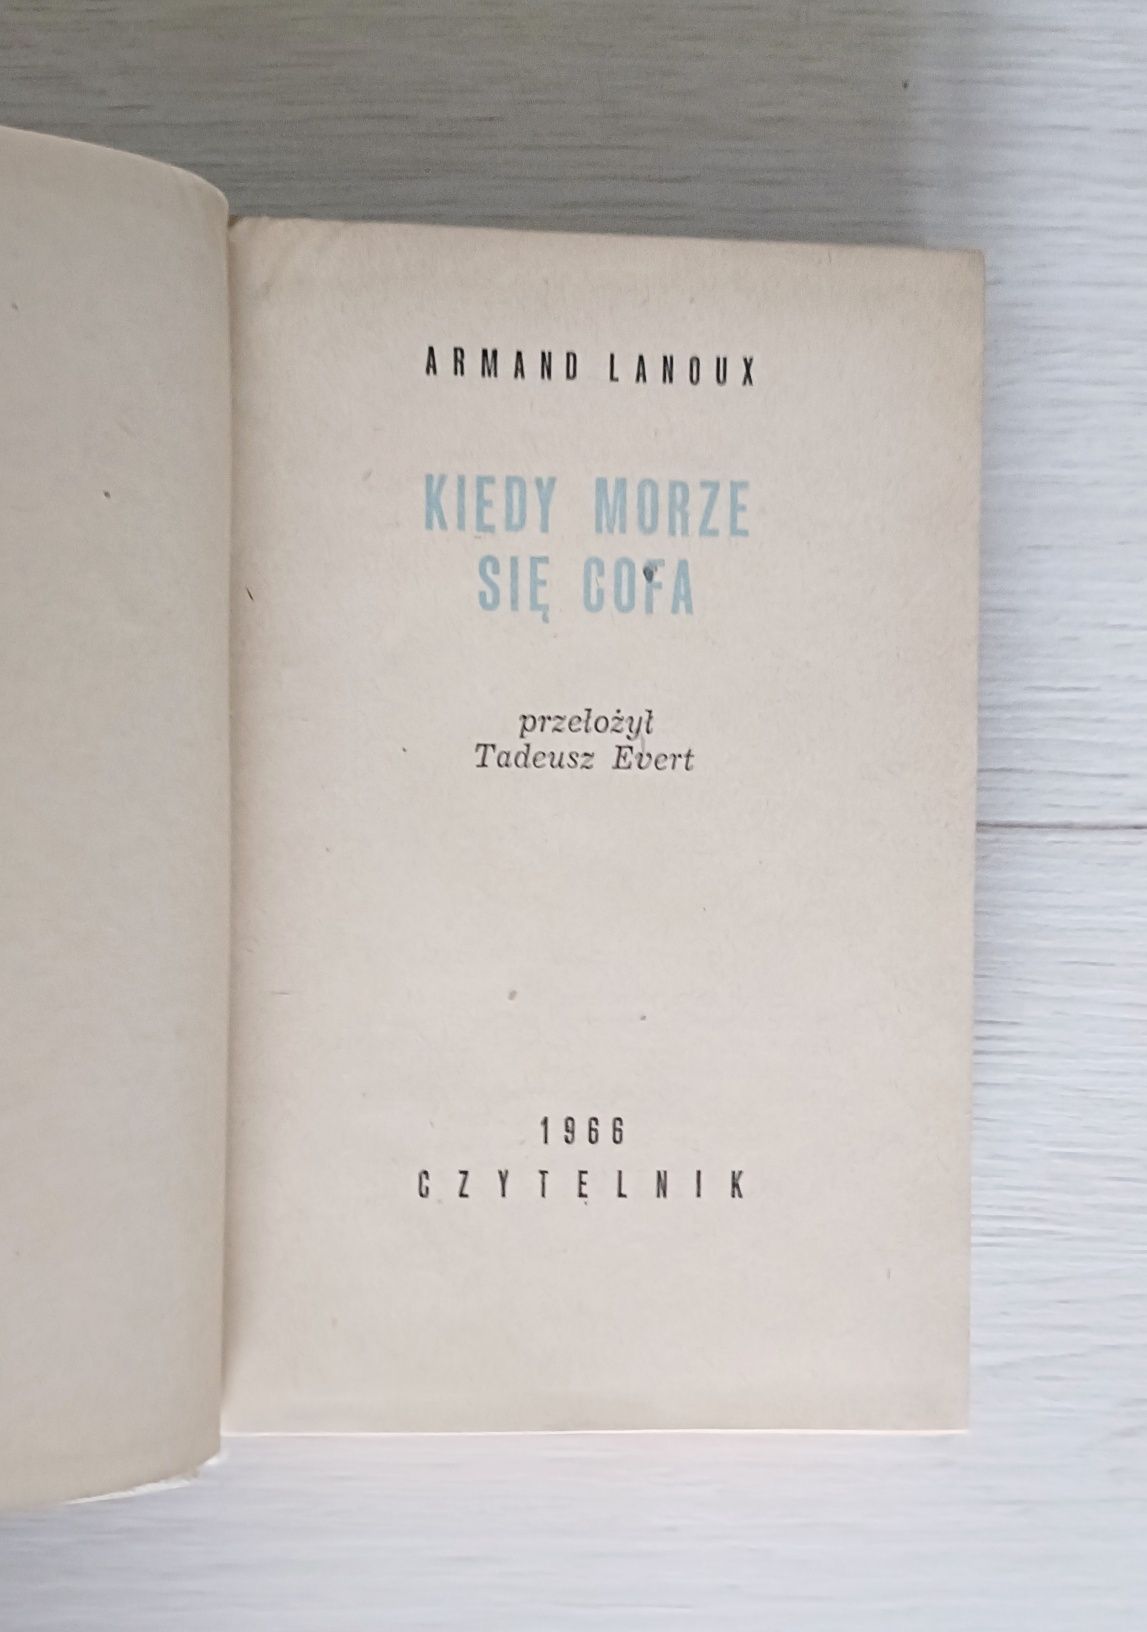 ARMAND LANOUX
KIEDY MORZE
SIĘ COFA
przełożył
Tadeusz Evert
1966
CZYTELNIK